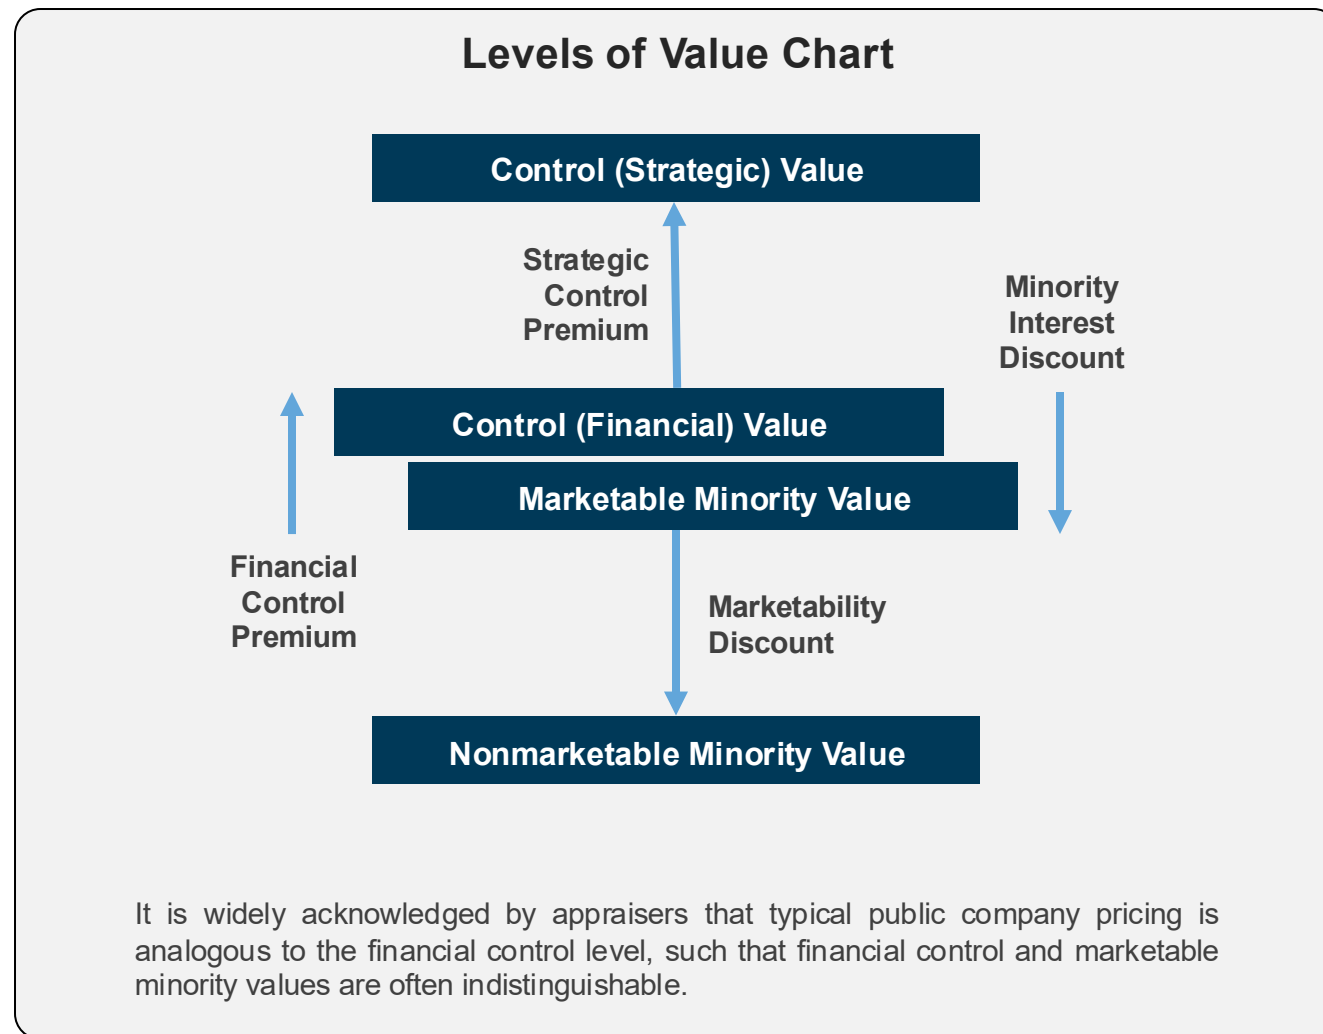 Levels of Value Chart
Control (Strategic) Value
Strategic
Control
Premium
Minority
Interest
Discount
Control (Financial) Value
Marketable Minority Value
Financial
Control
Premium
Marketability
Discount
Nonmarketable Minority Value
It is widely acknowledged by appraisers that typical public company pricing is
analogous to the financial control level, such that financial control and marketable
minority values are often indistinguishable.